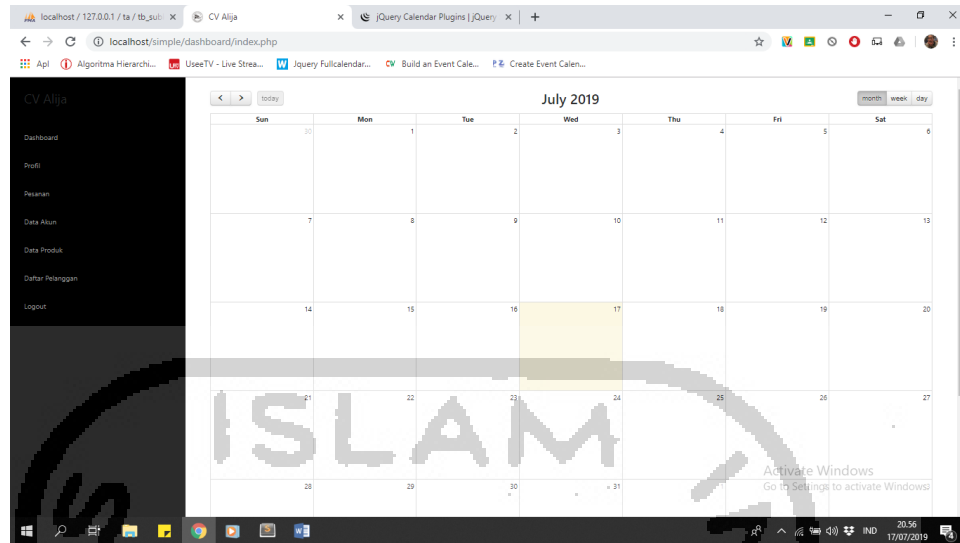 localhost / 127.0.0.1 / ta / tb_sub
CV Alija
jQuery Calendar Plugins | jQuery
localhost/simple/dashboard/index.php
Apl
Algoritma Hierarchi...
UseeTV - Live Strea...
Jquery Fullcalendar...
CW Build an Event Cale...
Create Event Calen...
CV Alija
Dashboard
Profil
Pesanan
Data Akun
Data Produk
Daftar Pelanggan
Logout
today
July 2019
month week day
Sun Mon Tue Wed Thu Fri Sat
30 1 2 3 4 5 6
7 8 9 10 11 12 13
14 15 16 17 18 19 20
21 22 23 24 25 26 27
28 29 30 31
ISLAM
Activate Windows
Go to Settings to activate Windows.
IND
20.56
17/07/2019